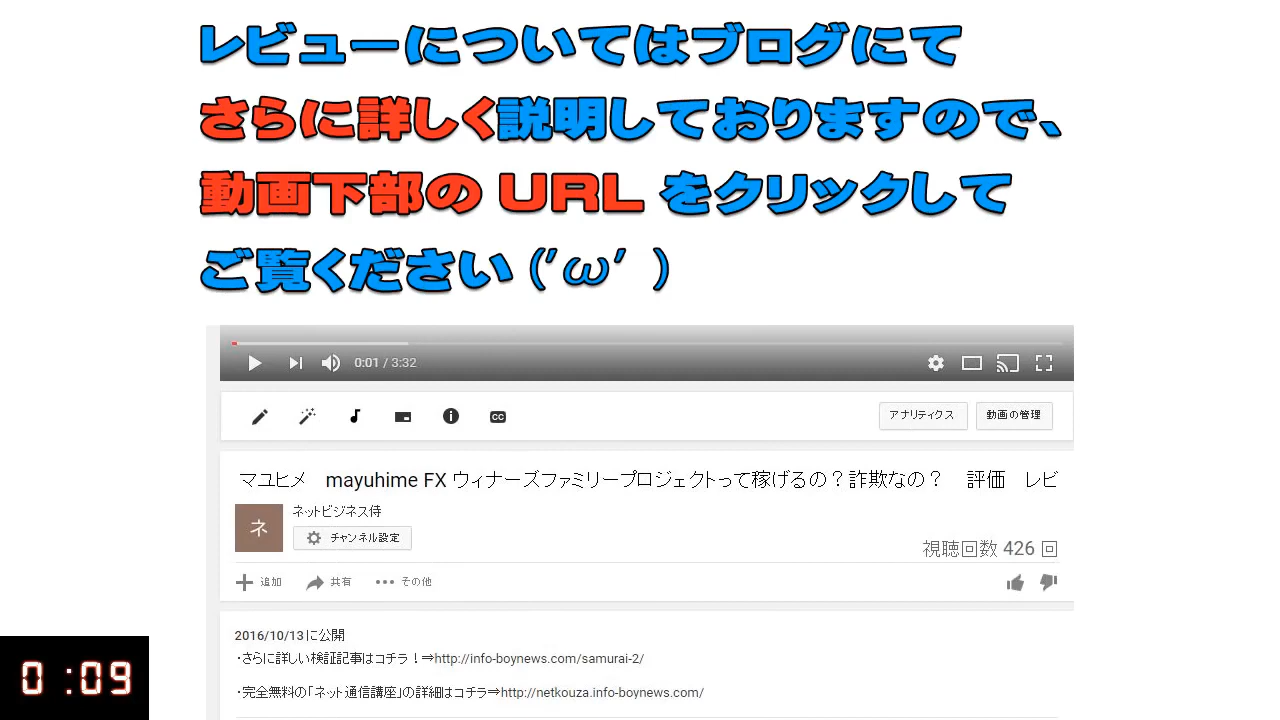 レビューについてはブログにて
さらに詳しく説明しておりますので、
動画下部の URL をクリックして
ご覧ください ('ω' )
0:01 / 3:32
CC
アナリティクス
動画の管理
マユヒメ　mayuhime FX ウィナーズファミリープロジェクトって稼げるの？詐欺なの？　評価　レビ
ネ
ネットビジネス侍
チャンネル設定
視聴回数 426 回
追加
共有
その他
2016/10/13 に公開
・さらに詳しい検証記事はコチラ！⇒http://info-boynews.com/samurai-2/
・完全無料の「ネット通信講座」の詳細はコチラ⇒http://netkouza.info-boynews.com/
0:09